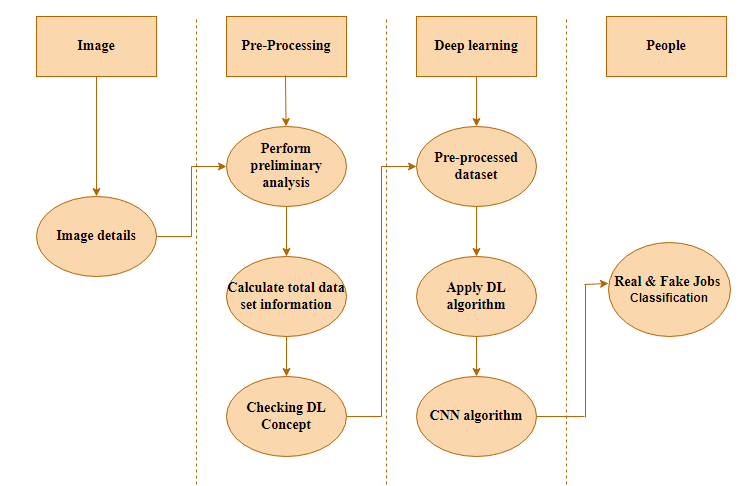 Image
Pre-Processing
Deep learning
People
Perform
preliminary
analysis
Pre-processed
dataset
Image details
Calculate total data
set information
Apply DL
algorithm
Real & Fake Jobs
Classification
Checking DL
Concept
CNN algorithm